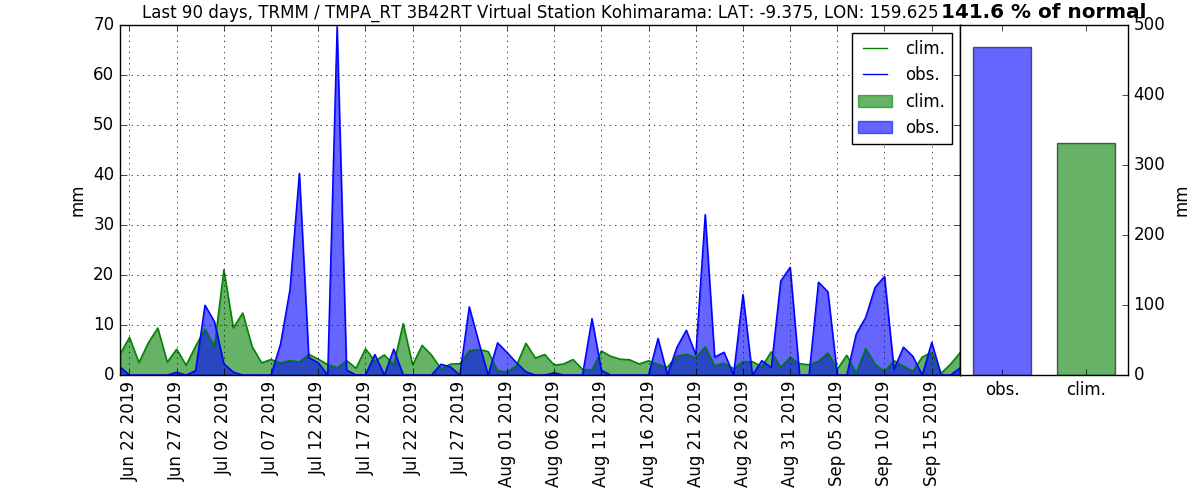 Last 90 days, TRMM / TMPA_RT 3B42RT Virtual Station Kohimarama: LAT: -9.375, LON: 159.625 141.6 % of normal
70
60
50
40
30
20
10
0
mm
clim.
obs.
clim.
obs.
Jun 22 2019
Jun 27 2019
Jul 02 2019
Jul 07 2019
Jul 12 2019
Jul 17 2019
Jul 22 2019
Jul 27 2019
Aug 01 2019
Aug 06 2019
Aug 11 2019
Aug 16 2019
Aug 21 2019
Aug 26 2019
Aug 31 2019
Sep 05 2019
Sep 10 2019
Sep 15 2019
500
400
300
200
100
0
mm
obs.
clim.